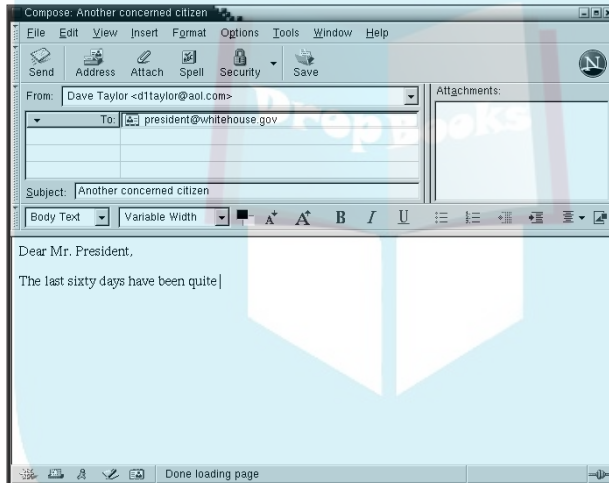 Compose: Another concerned citizen
File Edit View Insert Format Options Tools Window Help
Send Address Attach Spell Security Save
N
From: Dave Taylor <d1taylor@aol.com> Attachments:
To: president@whitehouse.gov
DropBooks
Subject: Another concerned citizen
Body Text Variable Width A A B I U
Dear Mr. President,
The last sixty days have been quite
Done loading page